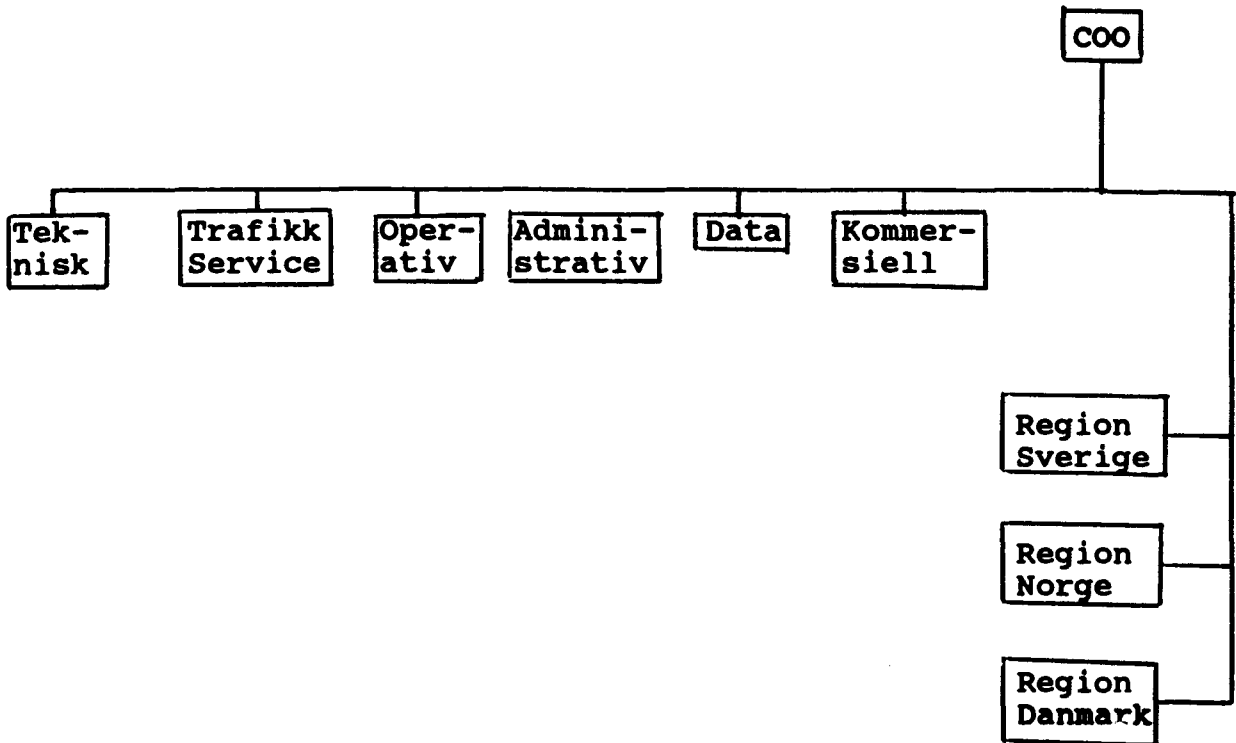 COO
Tek-
nisk
Trafikk
Service
Oper-
ativ
Admini-
strativ
Data
Kommer-
siell
Region
Sverige
Region
Norge
Region
Danmark